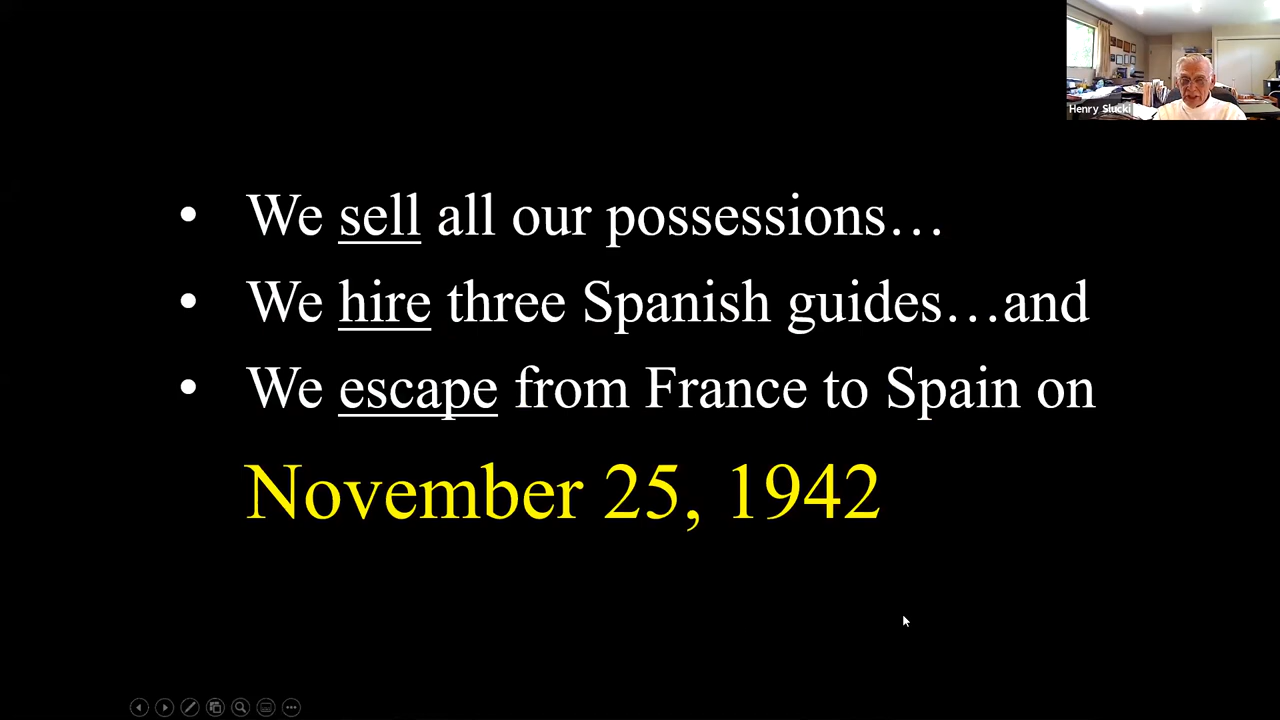 Henry Slucki
• We sell all our possessions…
• We hire three Spanish guides…and
• We escape from France to Spain on
November 25, 1942